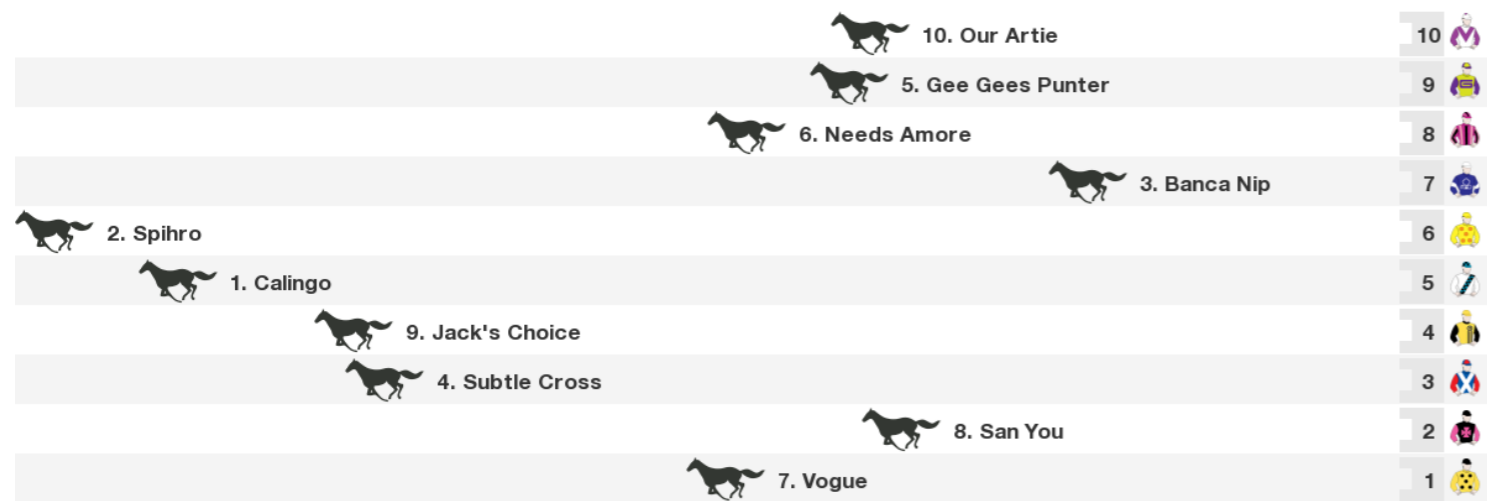 10. Our Artie 10
5. Gee Gees Punter 9
6. Needs Amore 8
3. Banca Nip 7
2. Spihro 6
1. Calingo 5
9. Jack's Choice 4
4. Subtle Cross 3
8. San You 2
7. Vogue 1